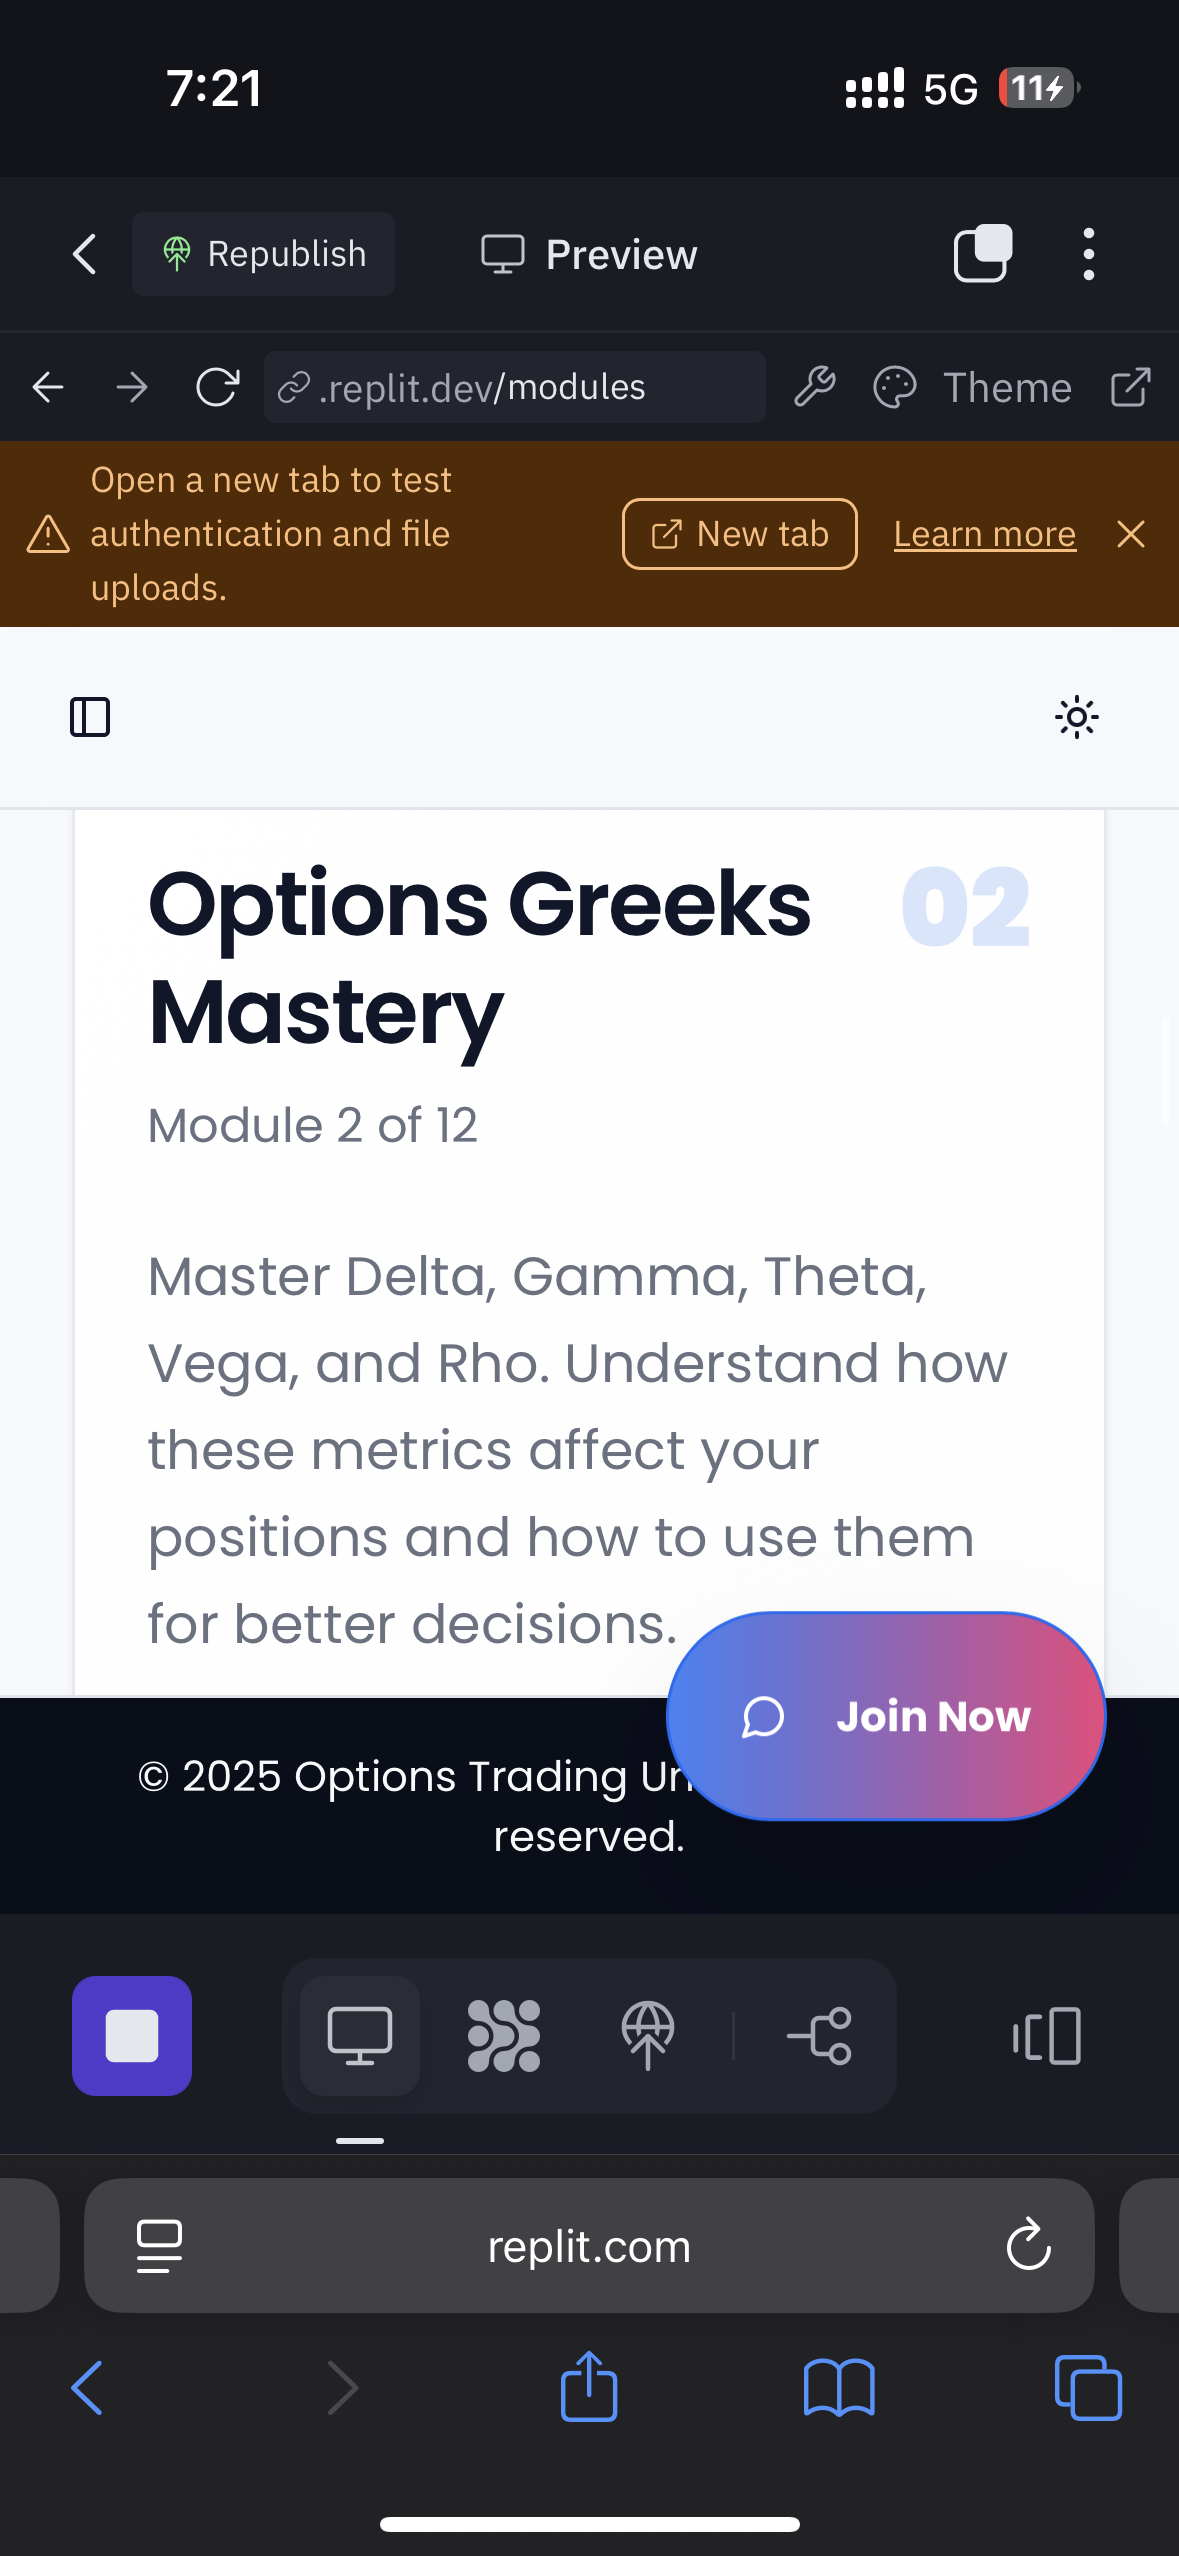 7:21
5G
11
Republish
Preview
.replit.dev/modules
Theme
Open a new tab to test
authentication and file
uploads.
New tab
Learn more
Options Greeks
Mastery
02
Module 2 of 12
Master Delta, Gamma, Theta,
Vega, and Rho. Understand how
these metrics affect your
positions and how to use them
for better decisions.
Join Now
© 2025 Options Trading
reserved.
replit.com